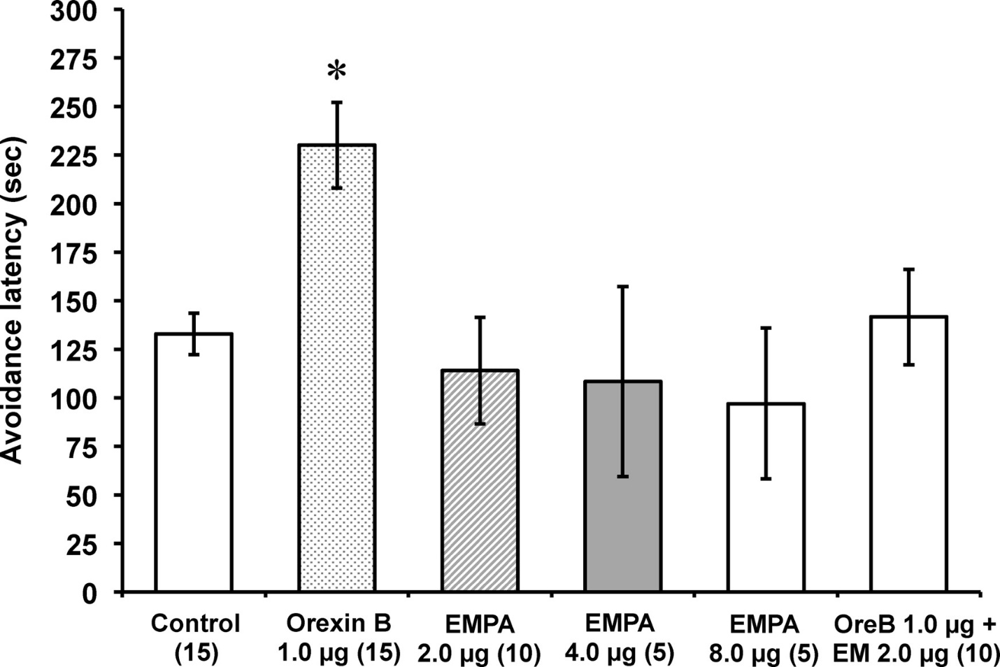 300
275
250
225
200
175
150
125
100
75
50
25
0
Avoidance latency (sec)
*
Control
(15)
Orexin B
1.0 µg (15)
EMPA
2.0 µg (10)
EMPA
4.0 µg (5)
EMPA
8.0 µg (5)
OreB 1.0 µg +
EM 2.0 µg (10)